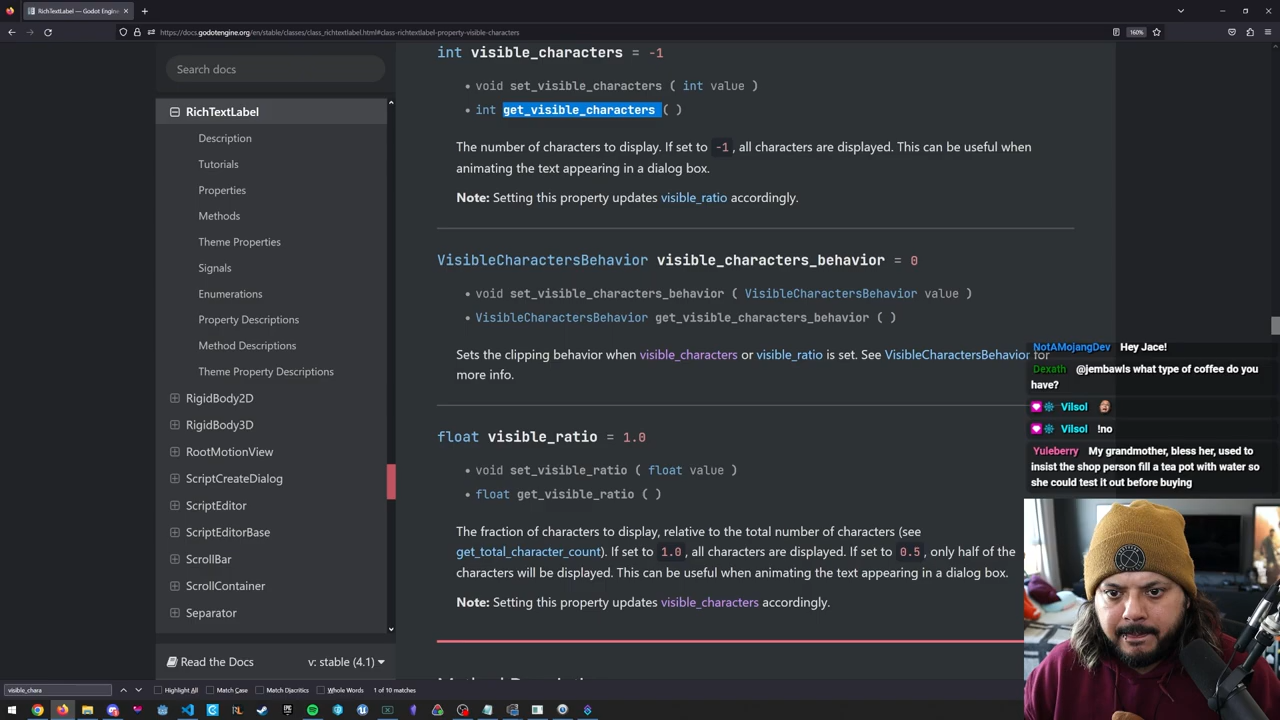 RichTextLabel — Godot Engin
https://docs.godotengine.org/en/stable/classes/class_richtextlabel.html#class-richtextlabel-property-visible-characters
160%
Search docs
RichTextLabel
Description
Tutorials
Properties
Methods
Theme Properties
Signals
Enumerations
Property Descriptions
Method Descriptions
Theme Property Descriptions
RigidBody2D
RigidBody3D
RootMotionView
ScriptCreateDialog
ScriptEditor
ScriptEditorBase
ScrollBar
ScrollContainer
Separator
Read the Docs v: stable (4.1)
int visible_characters = -1
• void set_visible_characters ( int value )
• int get_visible_characters ( )
The number of characters to display. If set to -1, all characters are displayed. This can be useful when
animating the text appearing in a dialog box.
Note: Setting this property updates visible_ratio accordingly.
VisibleCharactersBehavior visible_characters_behavior = 0
• void set_visible_characters_behavior ( VisibleCharactersBehavior value )
• VisibleCharactersBehavior get_visible_characters_behavior ( )
Sets the clipping behavior when visible_characters or visible_ratio is set. See VisibleCharactersBehavior for
more info.
float visible_ratio = 1.0
• void set_visible_ratio ( float value )
• float get_visible_ratio ( )
The fraction of characters to display, relative to the total number of characters (see
get_total_character_count). If set to 1.0, all characters are displayed. If set to 0.5, only half of the
characters will be displayed. This can be useful when animating the text appearing in a dialog box.
Note: Setting this property updates visible_characters accordingly.
NotAMojangDev Hey Jace!
Dexath @jembawls what type of coffee do you
have?
Vilsol
Vilsol !no
Yuleberry My grandmother, bless her, used to
insist the shop person fill a tea pot with water so
she could test it out before buying
visible_chara
Highlight All Match Case Match Diacritics Whole Words 1 of 10 matches